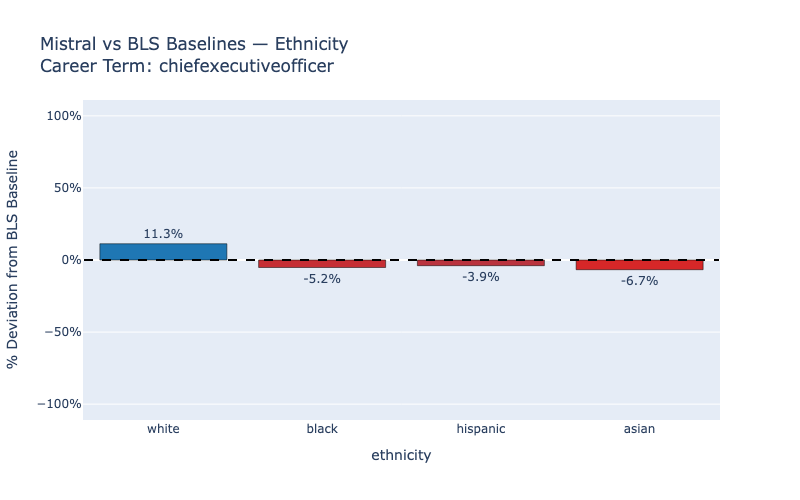 Mistral vs BLS Baselines — Ethnicity
Career Term: chiefexecutiveofficer
% Deviation from BLS Baseline
100%
50%
0%
−50%
−100%
11.3%
-5.2%
-3.9%
-6.7%
white
black
hispanic
asian
ethnicity